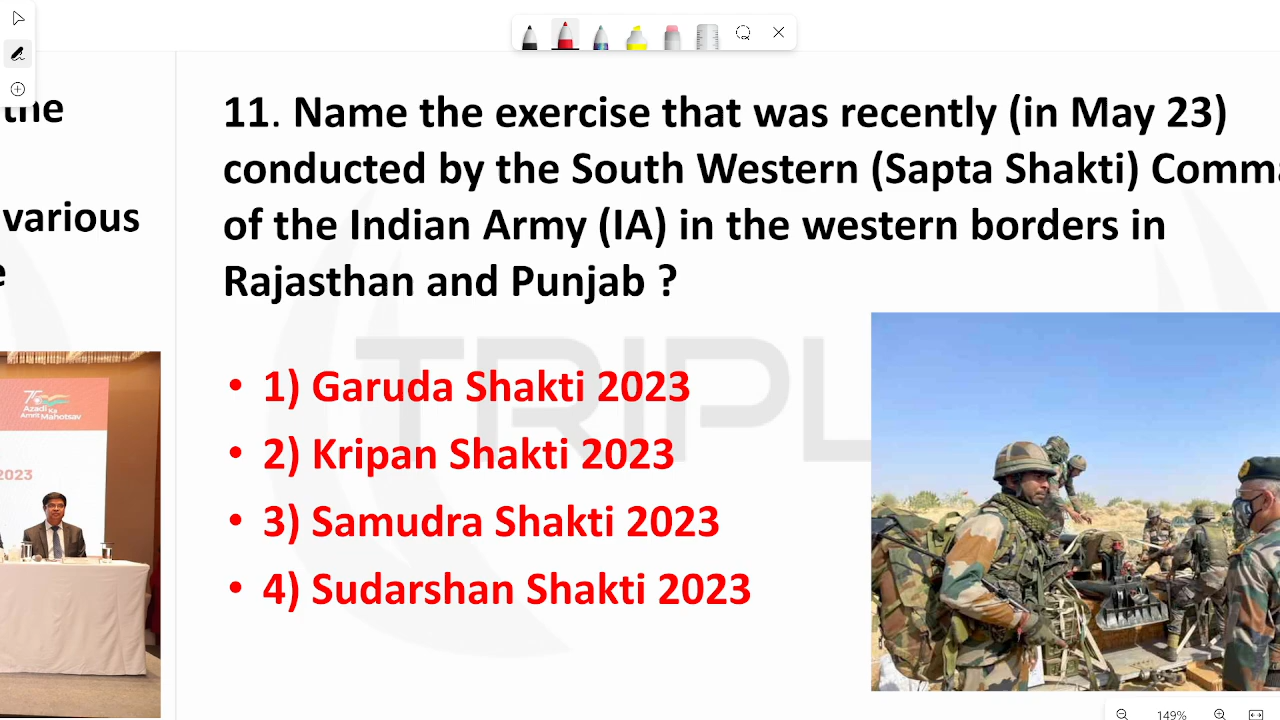 the
various
e
75
Azadi Ka
Amrit Mahotsav
2023
11. Name the exercise that was recently (in May 23)
conducted by the South Western (Sapta Shakti) Comma
of the Indian Army (IA) in the western borders in
Rajasthan and Punjab ?
TRIPL
• 1) Garuda Shakti 2023
• 2) Kripan Shakti 2023
• 3) Samudra Shakti 2023
• 4) Sudarshan Shakti 2023
149%